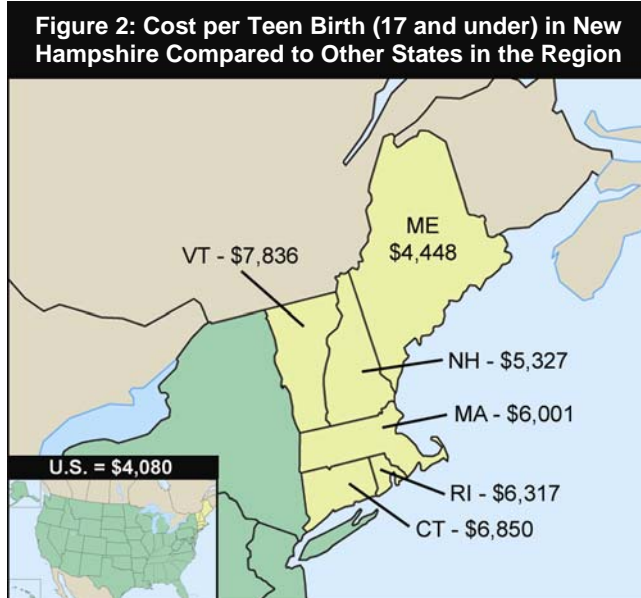 Figure 2: Cost per Teen Birth (17 and under) in New
Hampshire Compared to Other States in the Region
ME
$4,448
VT - $7,836
NH - $5,327
MA - $6,001
RI - $6,317
CT - $6,850
U.S. = $4,080